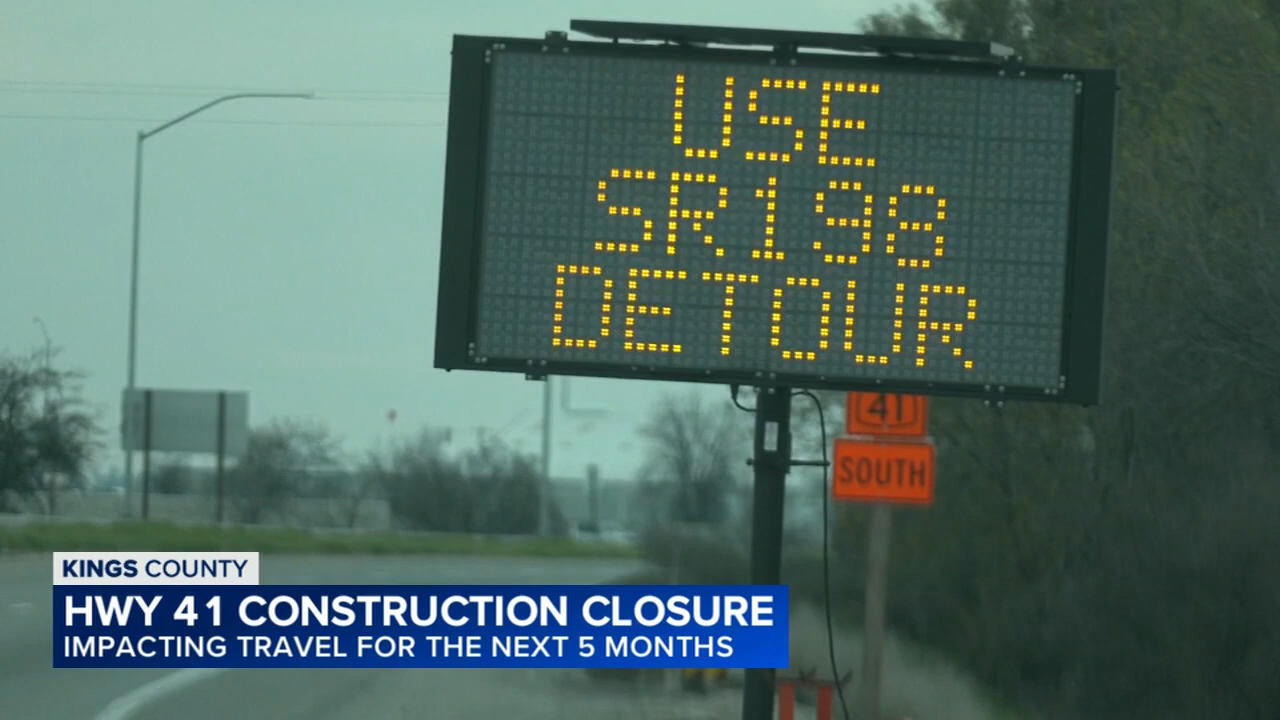 USE
SR198
DETOUR
41
SOUTH
KINGS COUNTY
HWY 41 CONSTRUCTION CLOSURE
IMPACTING TRAVEL FOR THE NEXT 5 MONTHS